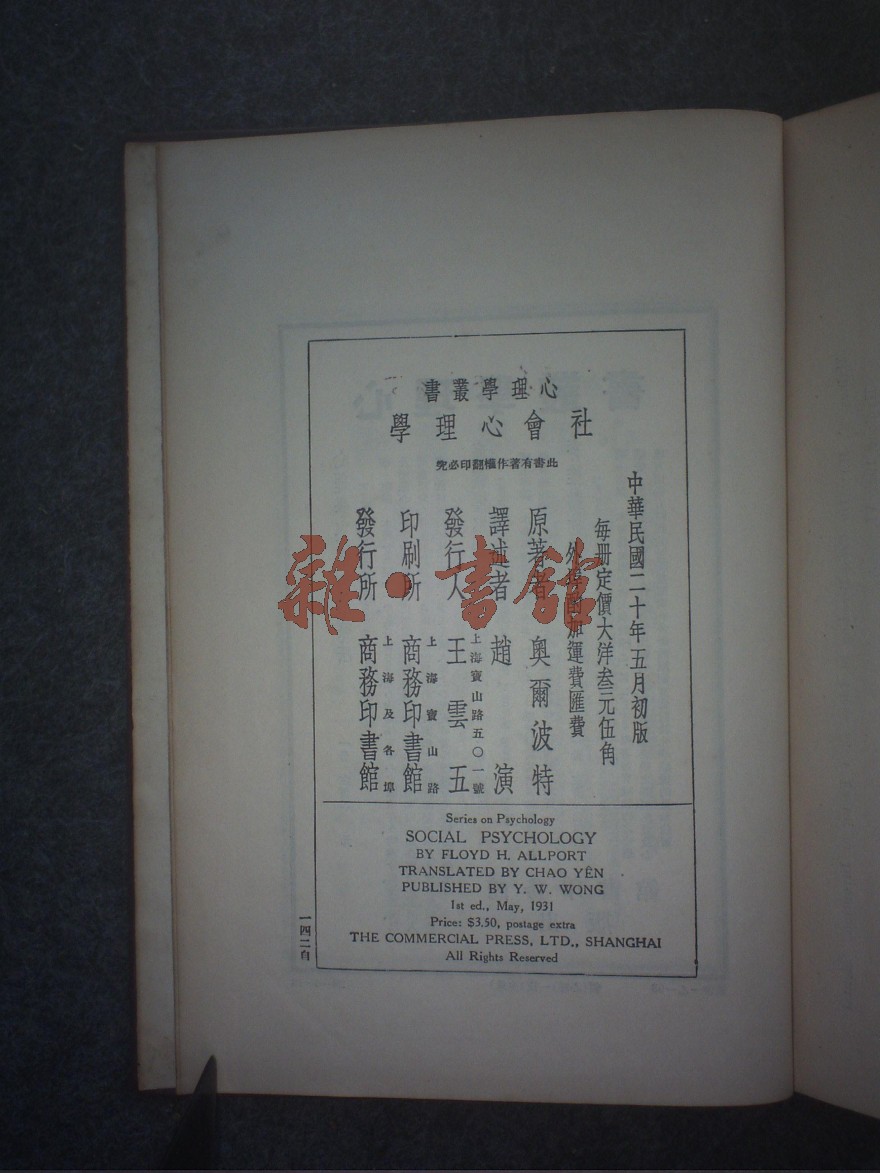 心理學叢書
社會心理學
此書有著作權翻印必究
中華民國二十年五月初版
每册定價大洋叁元伍角
外埠酌加運費匯費
原著者 奧爾波特
譯述者 趙演
上海寶山路五〇一號
發行人 王雲五
上海寶山路
印刷所 商務印書館
上海及各埠
發行所 商務印書館
Series on Psychology
SOCIAL PSYCHOLOGY
BY FLOYD H. ALLPORT
TRANSLATED BY CHAO YÊN
PUBLISHED BY Y. W. WONG
1st ed., May, 1931
Price: $3.50, postage extra
THE COMMERCIAL PRESS, LTD., SHANGHAI
All Rights Reserved
一四二自
雜·書館